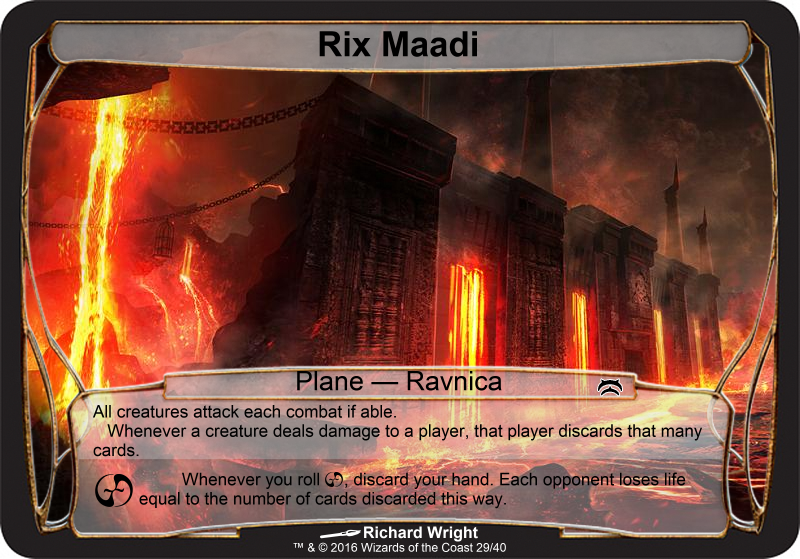 Rix Maadi
Plane — Ravnica
All creatures attack each combat if able.
Whenever a creature deals damage to a player, that player discards that many
cards.
Whenever you roll , discard your hand. Each opponent loses life
equal to the number of cards discarded this way.
Richard Wright
™ & © 2016 Wizards of the Coast 29/40